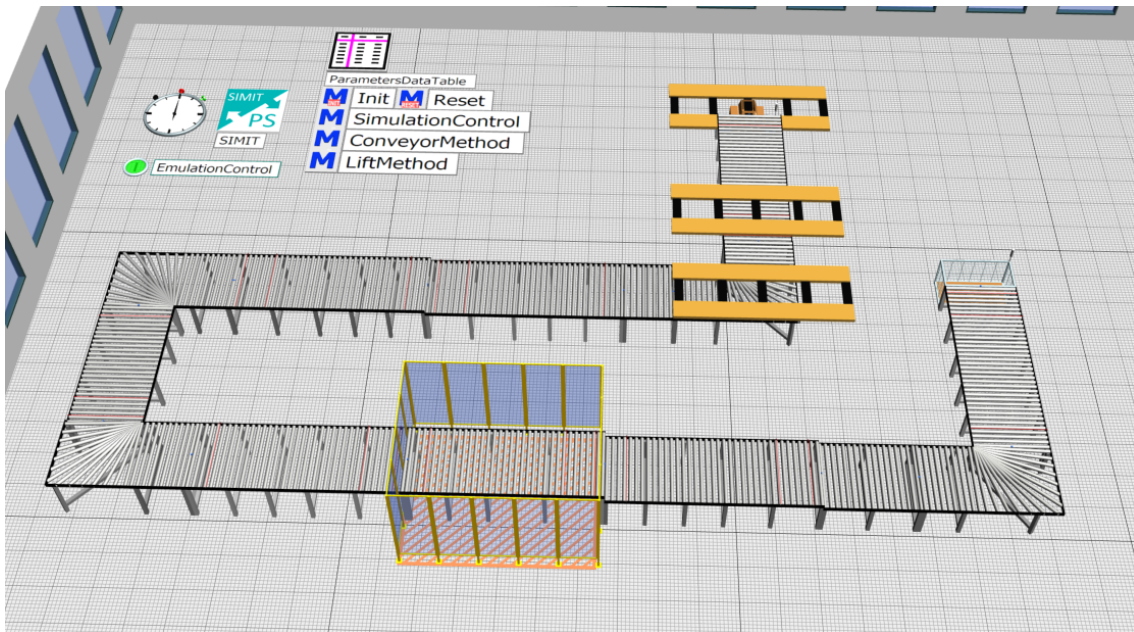 ParametersDataTable
M Init M Reset
M SimulationControl
M ConveyorMethod
M LiftMethod
SIMIT
PS
SIMIT
I EmulationControl